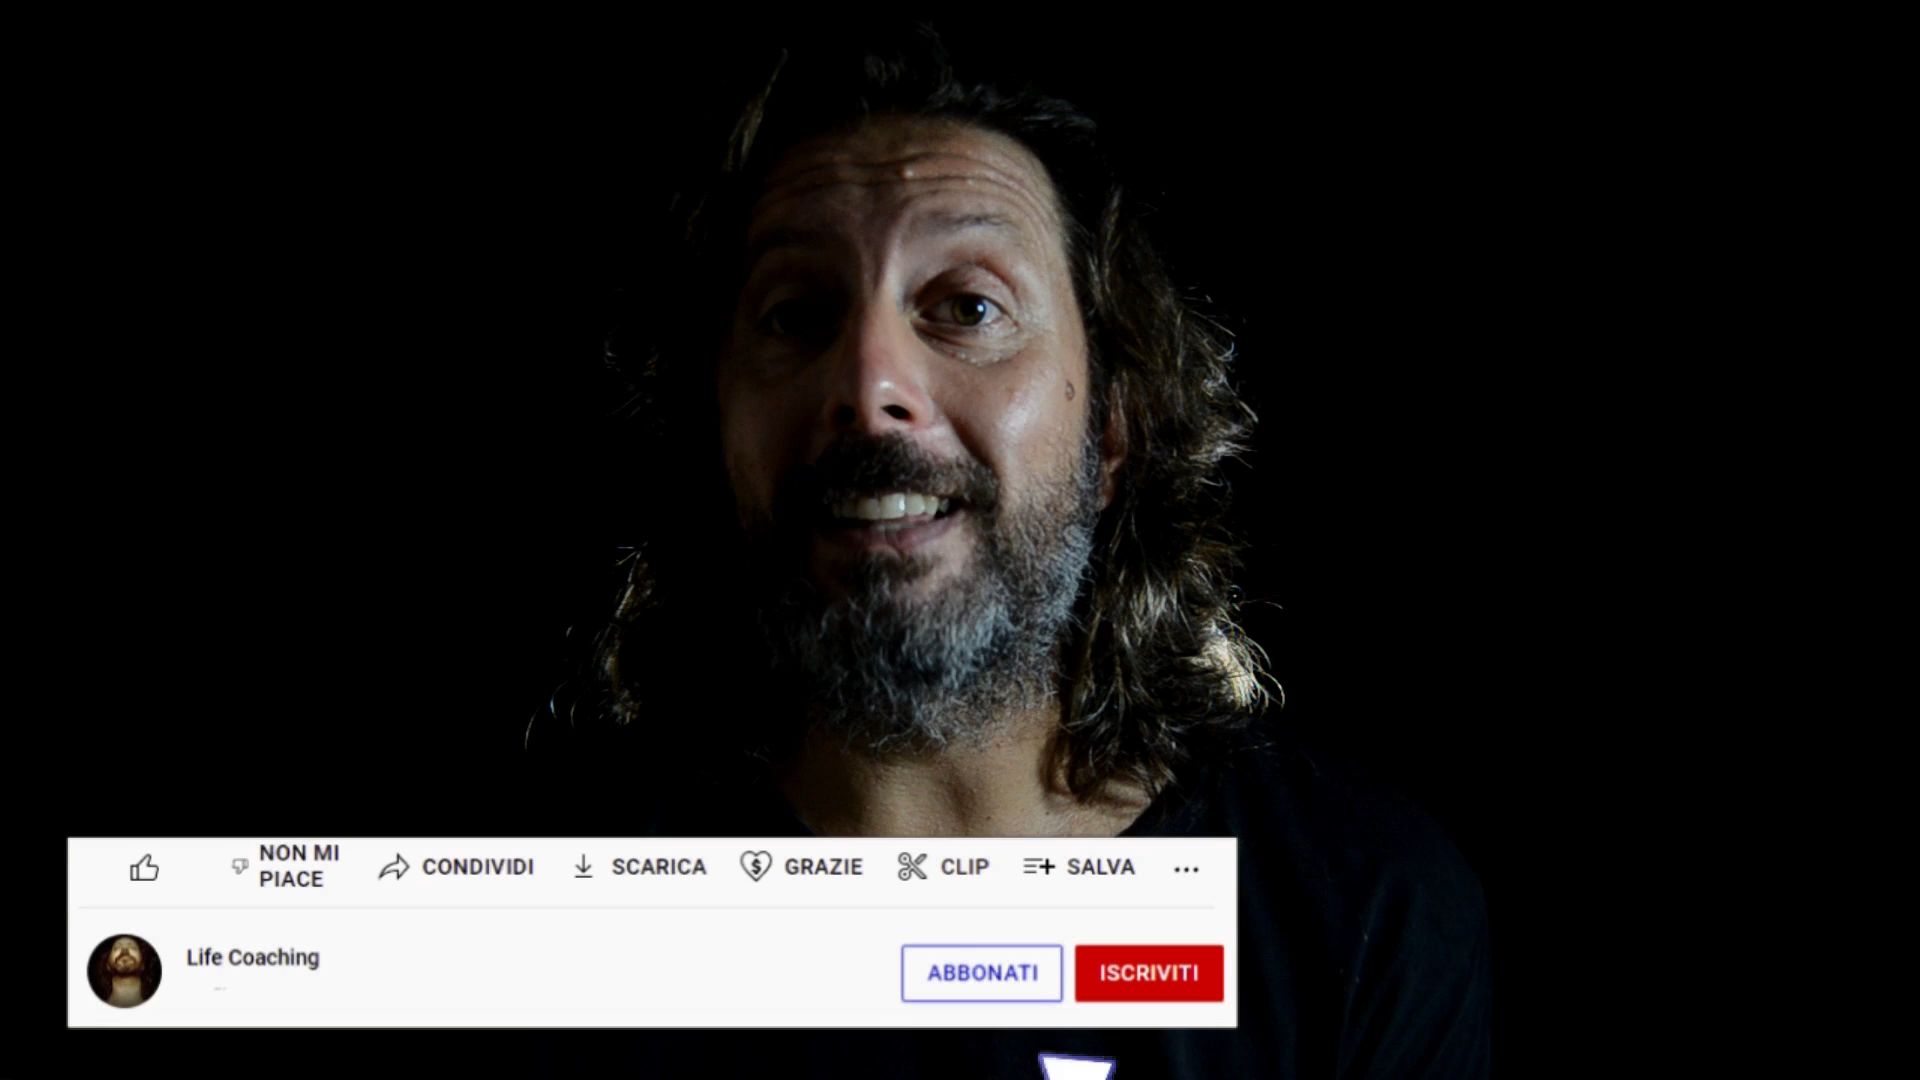 NON MI
PIACE
CONDIVIDI
SCARICA
GRAZIE
CLIP
SALVA
Life Coaching
ABBONATI
ISCRIVITI